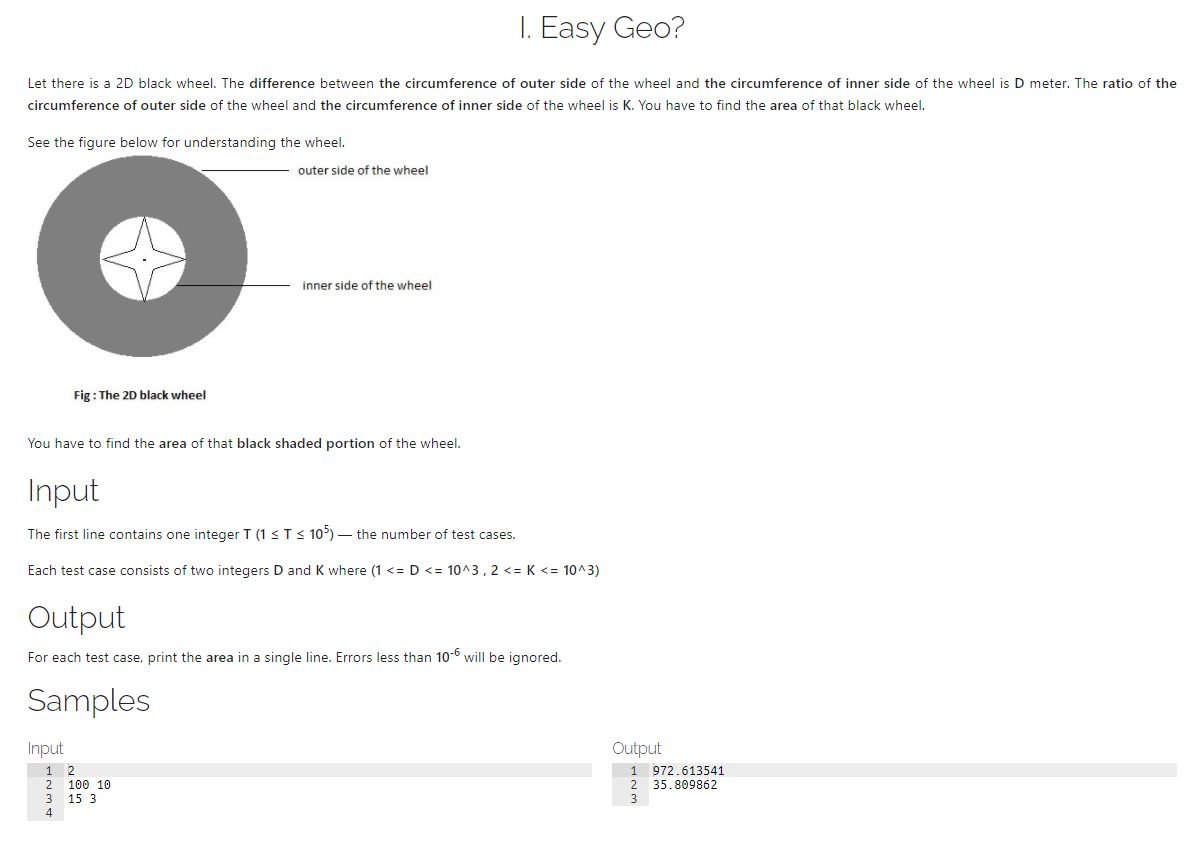 I. Easy Geo?
Let there is a 2D black wheel. The difference between the circumference of outer side of the wheel and the circumference of inner side of the wheel is D meter. The ratio of the
circumference of outer side of the wheel and the circumference of inner side of the wheel is K. You have to find the area of that black wheel.
See the figure below for understanding the wheel.
outer side of the wheel
inner side of the wheel
Fig : The 2D black wheel
You have to find the area of that black shaded portion of the wheel.
Input
The first line contains one integer T (1 ≤ T ≤ 10⁵) — the number of test cases.
Each test case consists of two integers D and K where (1 <= D <= 10^3 , 2 <= K <= 10^3)
Output
For each test case, print the area in a single line. Errors less than 10⁻⁶ will be ignored.
Samples
Input
1 2
2 100 10
3 15 3
4
Output
1 972.613541
2 35.809862
3